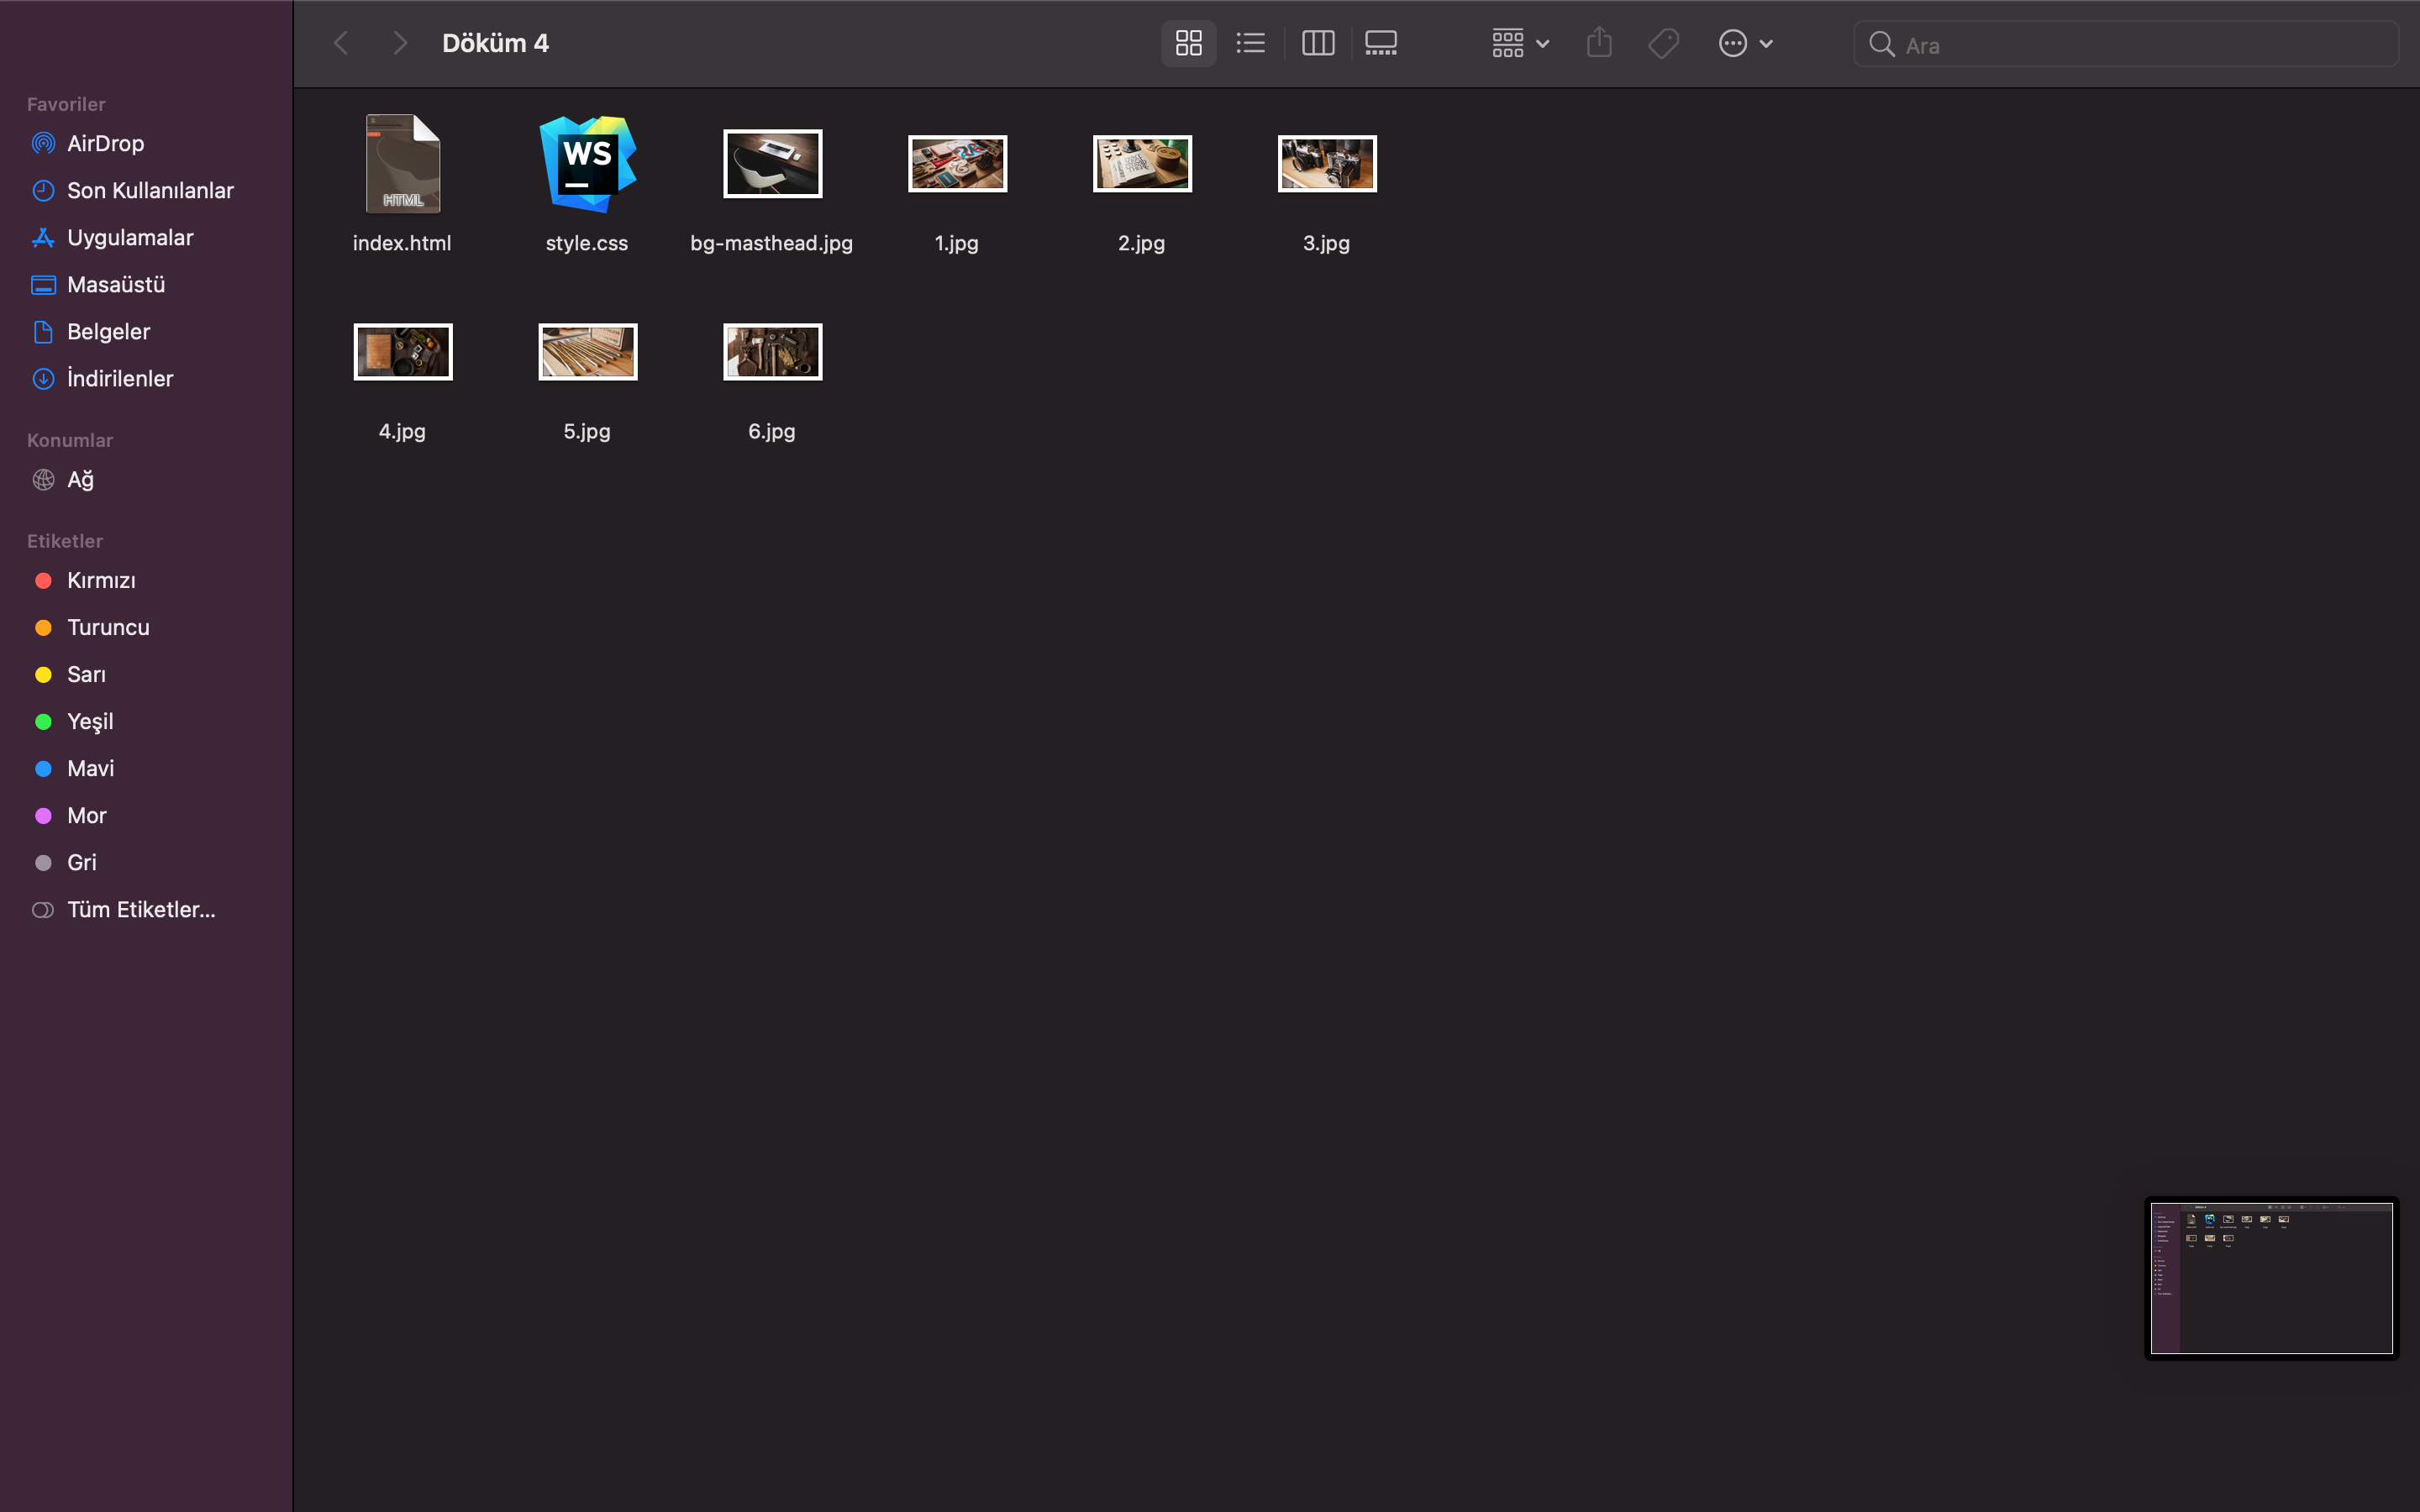 Döküm 4
Ara
Favoriler
AirDrop
Son Kullanılanlar
Uygulamalar
Masaüstü
Belgeler
İndirilenler
Konumlar
Ağ
Etiketler
Kırmızı
Turuncu
Sarı
Yeşil
Mavi
Mor
Gri
Tüm Etiketler...
HTML
WS
index.html
style.css
bg-masthead.jpg
1.jpg
2.jpg
3.jpg
4.jpg
5.jpg
6.jpg